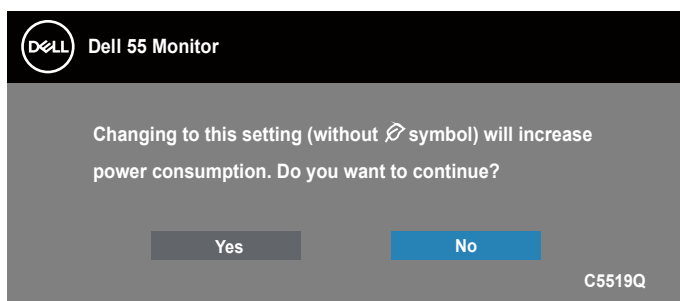 DELL Dell 55 Monitor
Changing to this setting (without symbol) will increase
power consumption. Do you want to continue?
Yes No
C5519Q